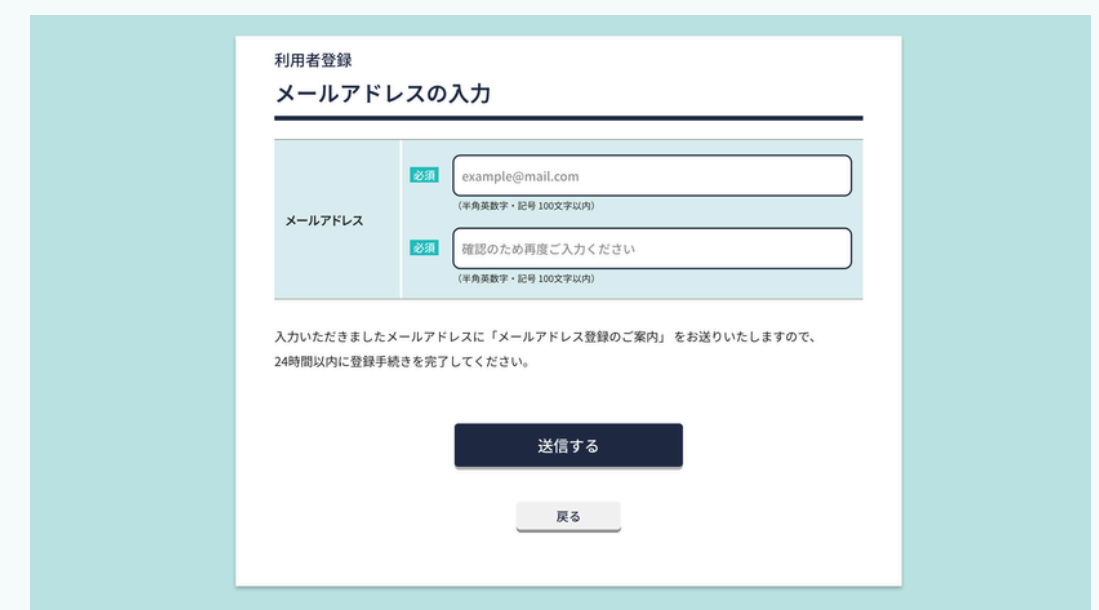 利用者登録
メールアドレスの入力
必須
example@mail.com
(半角英数字・記号 100文字以内)
メールアドレス
必須
確認のため再度ご入力ください
(半角英数字・記号 100文字以内)
入力いただきましたメールアドレスに「メールアドレス登録のご案内」 をお送りいたしますので、
24時間以内に登録手続きを完了してください。
送信する
戻る